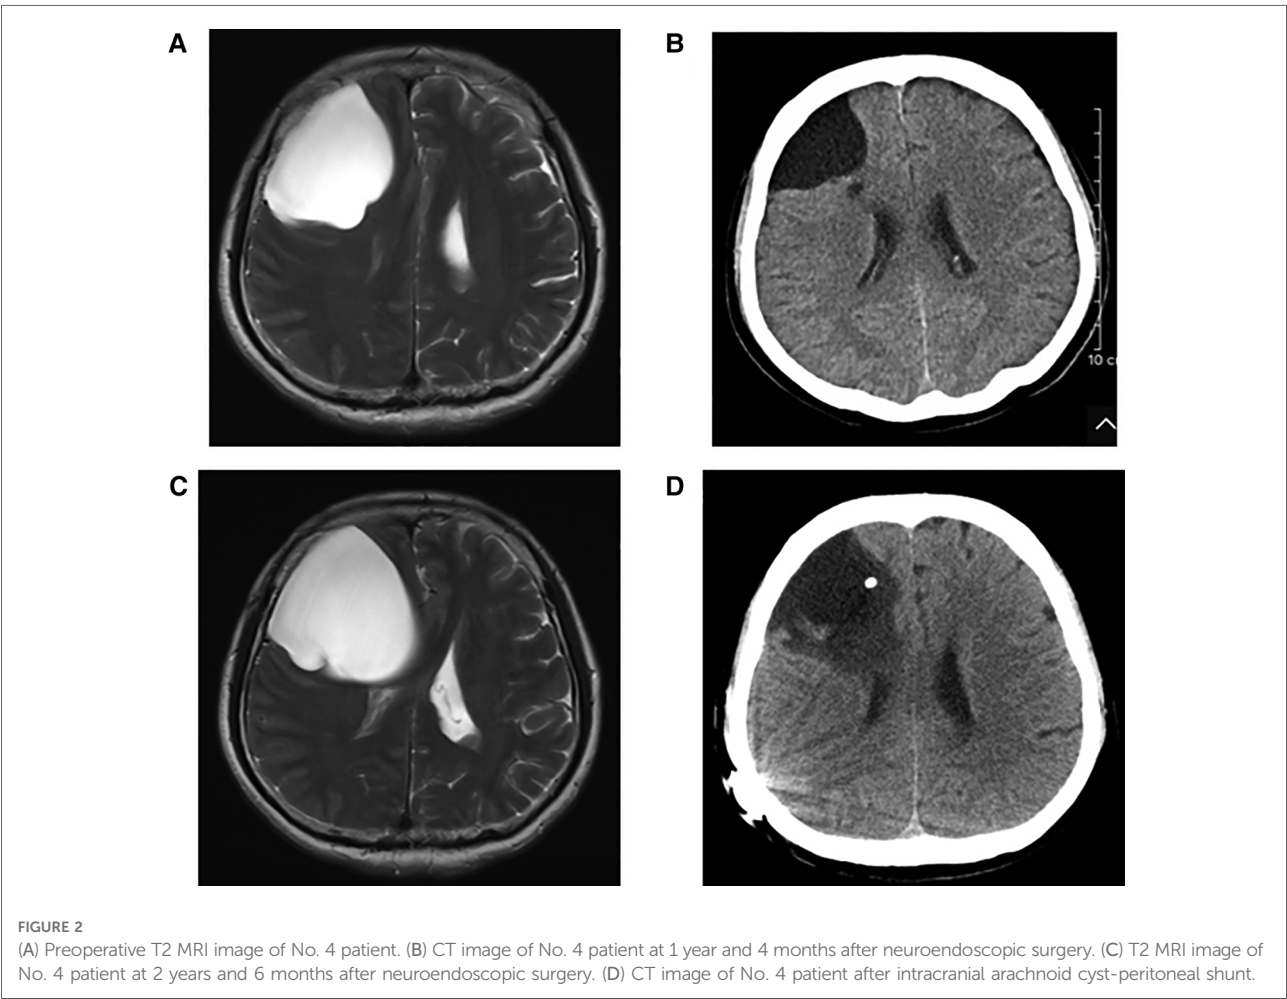 A
B
10 c
C
D
FIGURE 2
(A) Preoperative T2 MRI image of No. 4 patient. (B) CT image of No. 4 patient at 1 year and 4 months after neuroendoscopic surgery. (C) T2 MRI image of
No. 4 patient at 2 years and 6 months after neuroendoscopic surgery. (D) CT image of No. 4 patient after intracranial arachnoid cyst-peritoneal shunt.